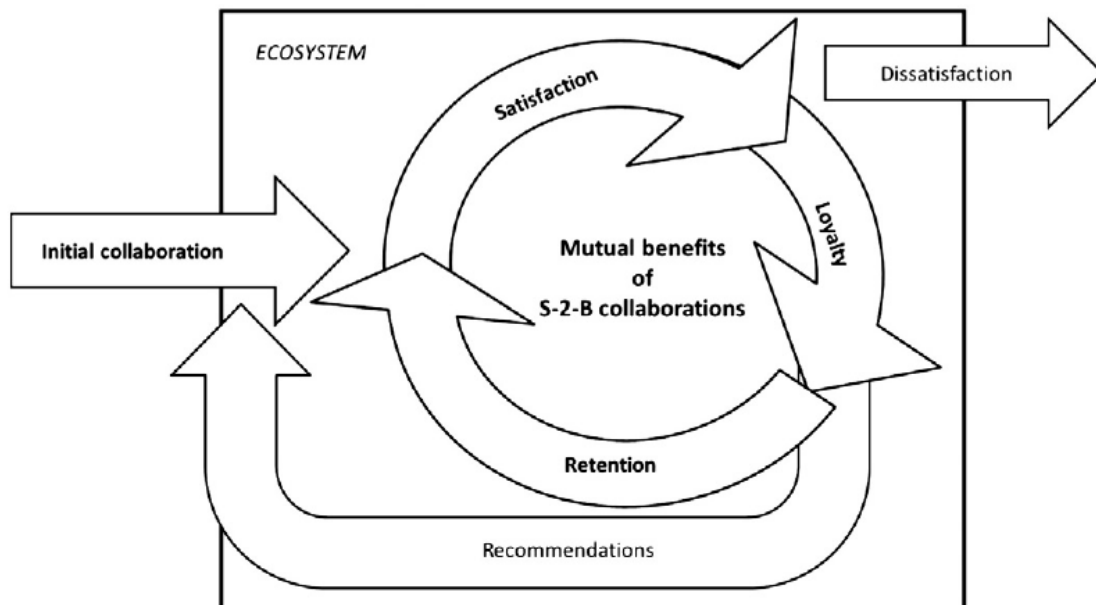 ECOSYSTEM
Dissatisfaction
Satisfaction
Loyalty
Initial collaboration
Mutual benefits
of
S-2-B collaborations
Retention
Recommendations